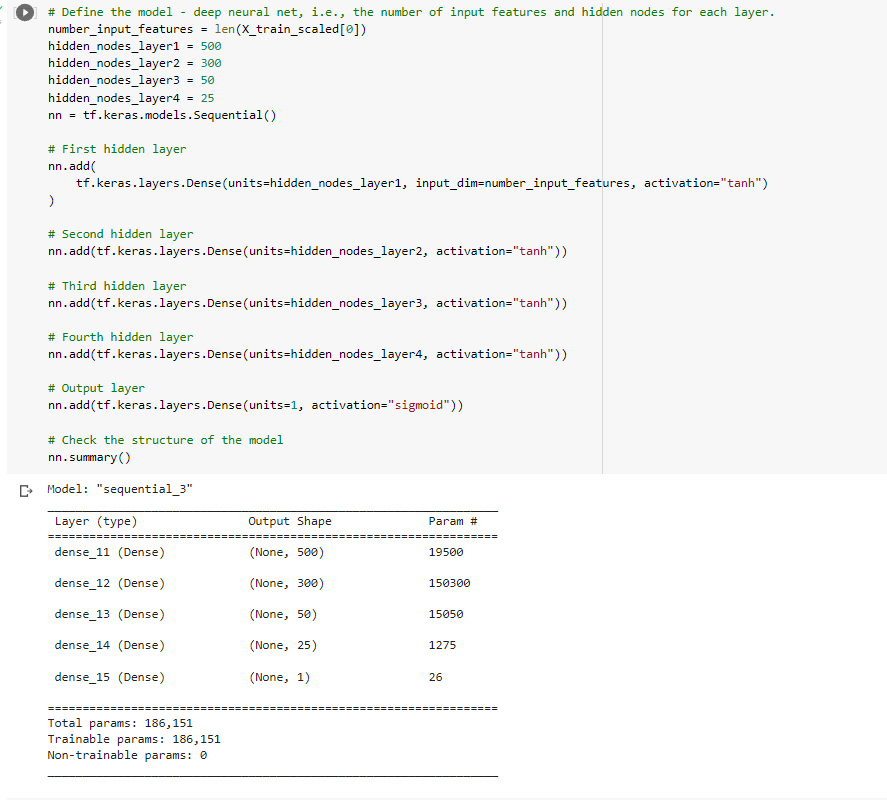 # Define the model - deep neural net, i.e., the number of input features and hidden nodes for each layer.
number_input_features = len(X_train_scaled[0])
hidden_nodes_layer1 = 500
hidden_nodes_layer2 = 300
hidden_nodes_layer3 = 50
hidden_nodes_layer4 = 25
nn = tf.keras.models.Sequential()
# First hidden layer
nn.add(
tf.keras.layers.Dense(units=hidden_nodes_layer1, input_dim=number_input_features, activation="tanh")
)
# Second hidden layer
nn.add(tf.keras.layers.Dense(units=hidden_nodes_layer2, activation="tanh"))
# Third hidden layer
nn.add(tf.keras.layers.Dense(units=hidden_nodes_layer3, activation="tanh"))
# Fourth hidden layer
nn.add(tf.keras.layers.Dense(units=hidden_nodes_layer4, activation="tanh"))
# Output layer
nn.add(tf.keras.layers.Dense(units=1, activation="sigmoid"))
# Check the structure of the model
nn.summary()
Model: "sequential_3"
_________________________________________________________________
Layer (type) Output Shape Param #
=================================================================
dense_11 (Dense) (None, 500) 19500
dense_12 (Dense) (None, 300) 150300
dense_13 (Dense) (None, 50) 15050
dense_14 (Dense) (None, 25) 1275
dense_15 (Dense) (None, 1) 26
=================================================================
Total params: 186,151
Trainable params: 186,151
Non-trainable params: 0
_________________________________________________________________